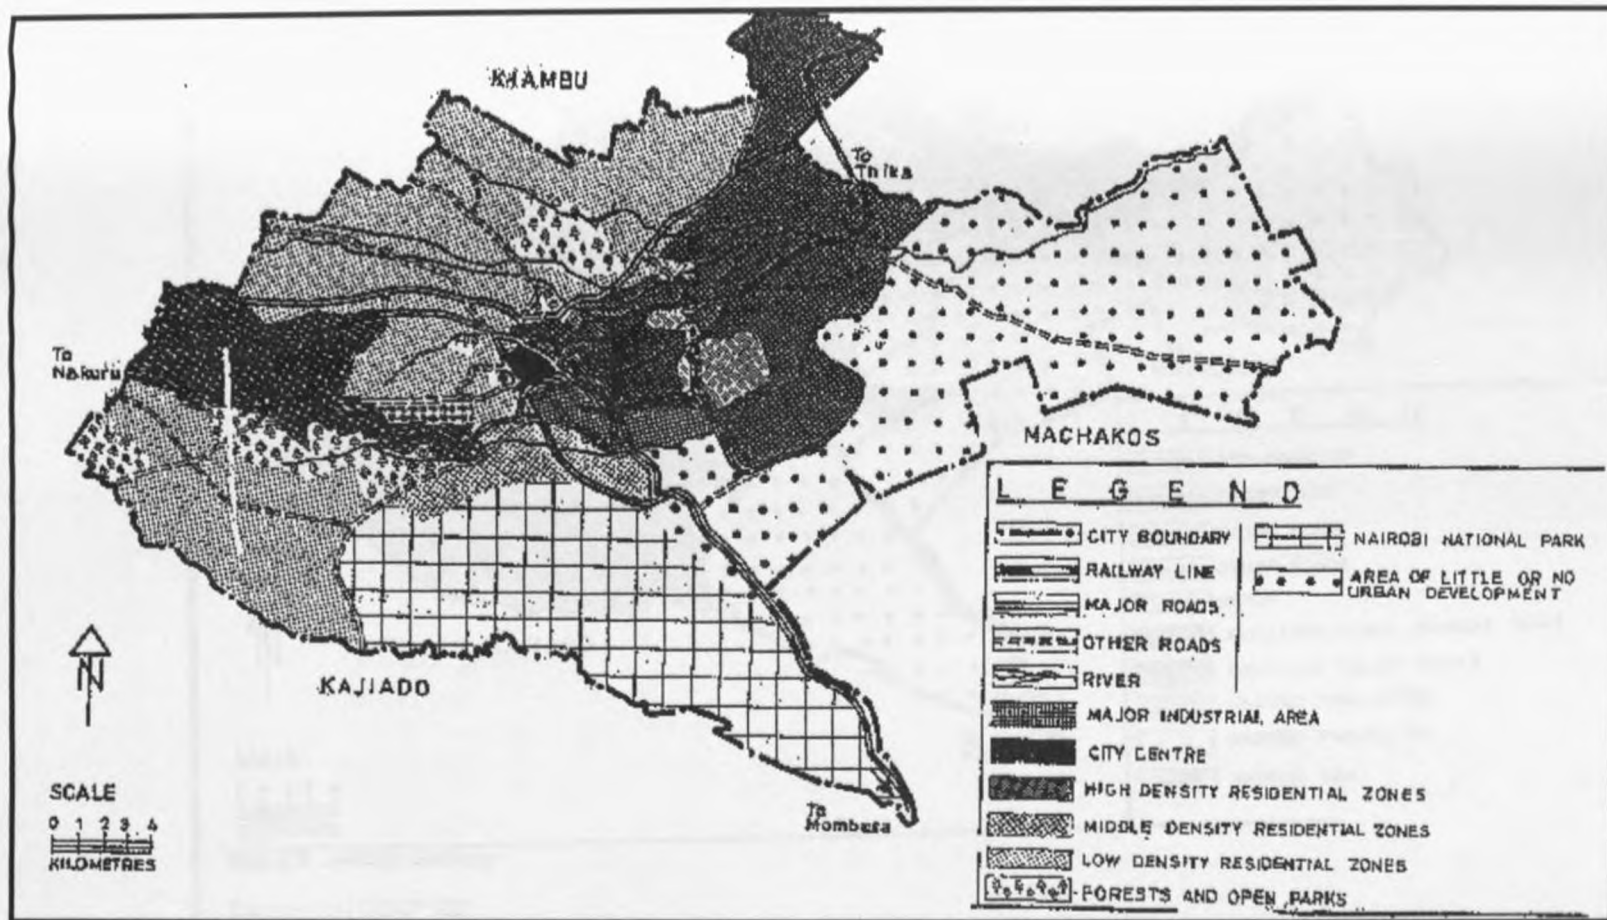 KIAMBU
To
Thika
To
Nakuru
MACHAKOS
KAJIADO
To
Mombasa
N
SCALE
0 1 2 3 4
KILOMETRES
LEGEND
CITY BOUNDARY
RAILWAY LINE
MAJOR ROADS
OTHER ROADS
RIVER
MAJOR INDUSTRIAL AREA
CITY CENTRE
HIGH DENSITY RESIDENTIAL ZONES
MIDDLE DENSITY RESIDENTIAL ZONES
LOW DENSITY RESIDENTIAL ZONES
FORESTS AND OPEN PARKS
NAIROBI NATIONAL PARK
AREA OF LITTLE OR NO
URBAN DEVELOPMENT